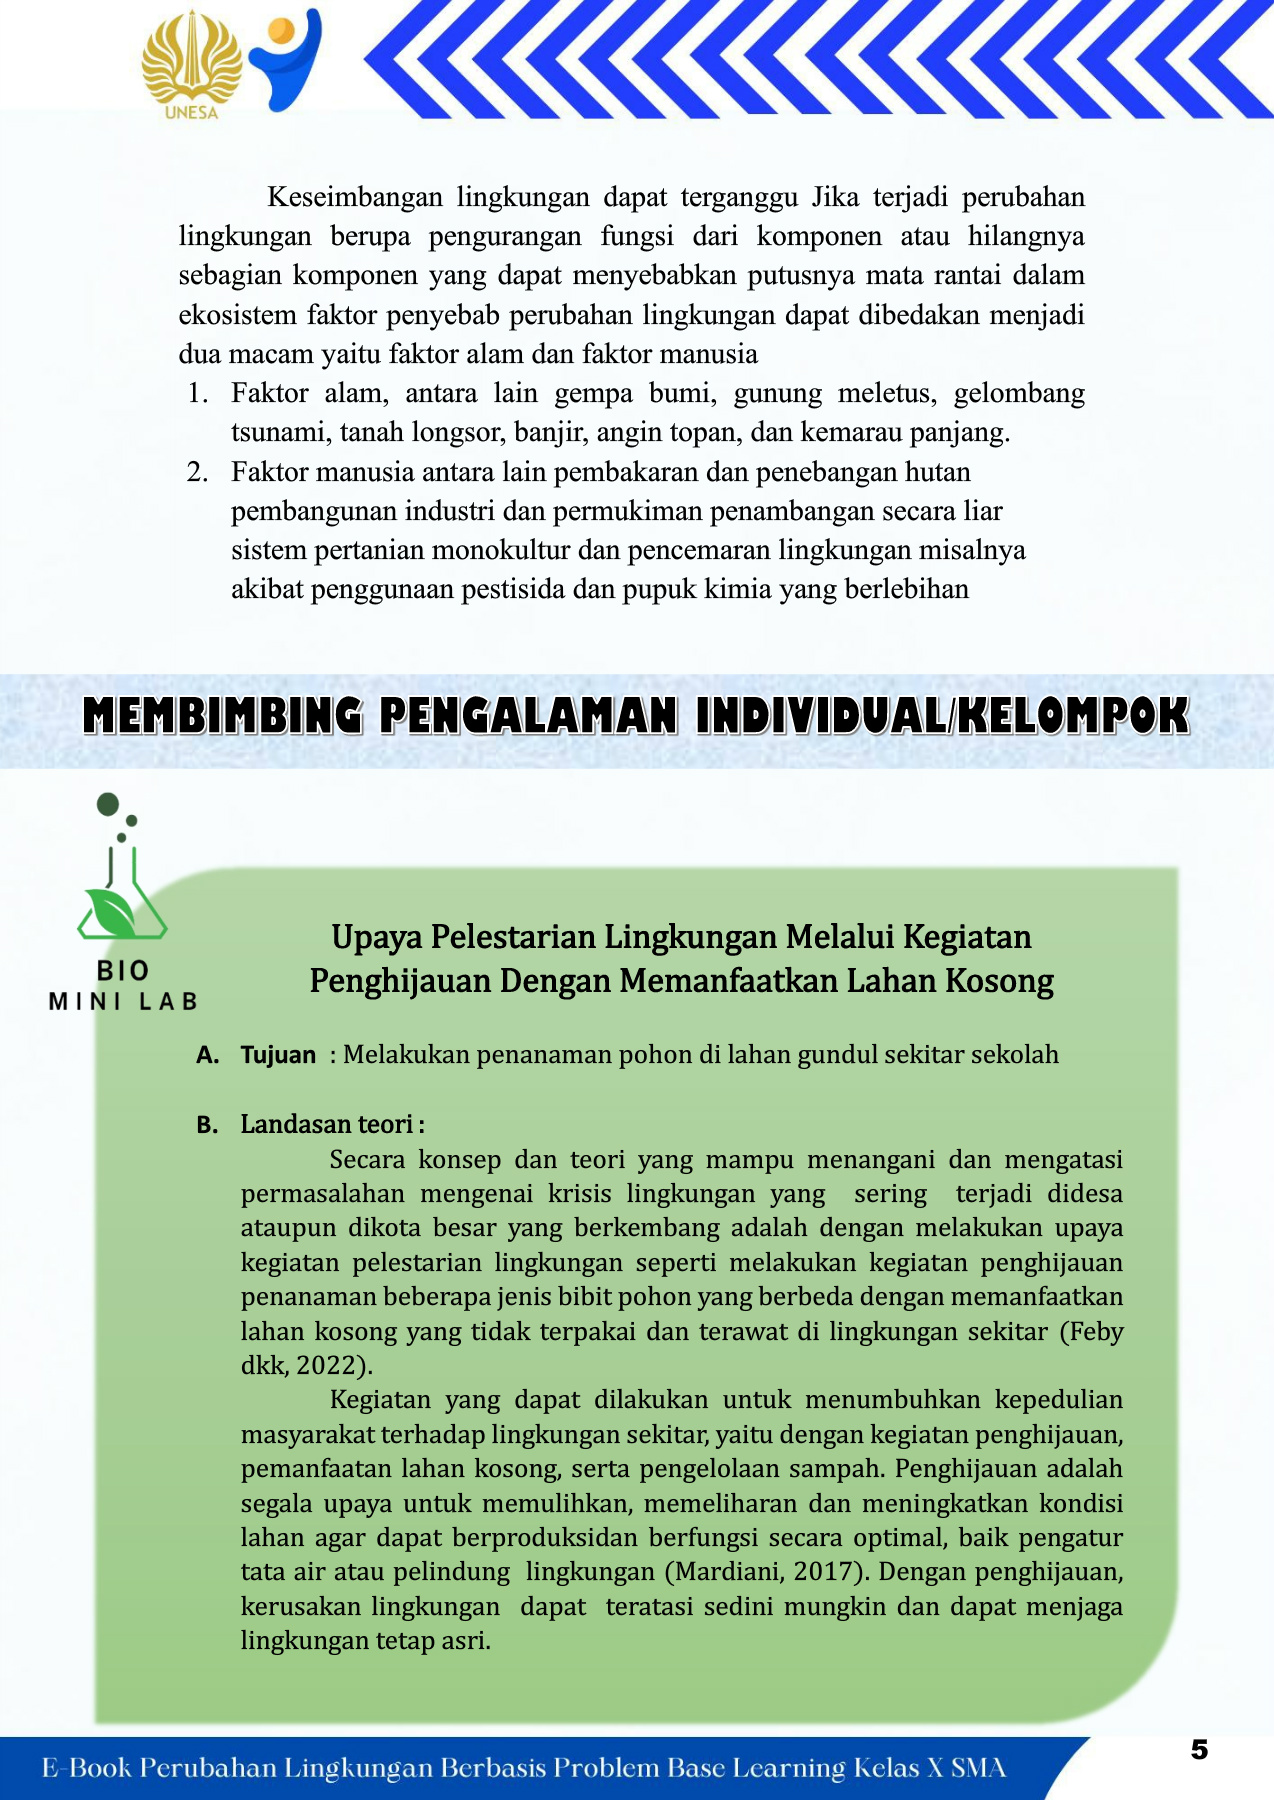 UNESA
Keseimbangan lingkungan dapat terganggu Jika terjadi perubahan
lingkungan berupa pengurangan fungsi dari komponen atau hilangnya
sebagian komponen yang dapat menyebabkan putusnya mata rantai dalam
ekosistem faktor penyebab perubahan lingkungan dapat dibedakan menjadi
dua macam yaitu faktor alam dan faktor manusia
1. Faktor alam, antara lain gempa bumi, gunung meletus, gelombang
tsunami, tanah longsor, banjir, angin topan, dan kemarau panjang.
2. Faktor manusia antara lain pembakaran dan penebangan hutan
pembangunan industri dan permukiman penambangan secara liar
sistem pertanian monokultur dan pencemaran lingkungan misalnya
akibat penggunaan pestisida dan pupuk kimia yang berlebihan
MEMBIMBING PENGALAMAN INDIVIDUAL/KELOMPOK
BIO
MINI LAB
Upaya Pelestarian Lingkungan Melalui Kegiatan
Penghijauan Dengan Memanfaatkan Lahan Kosong
A. Tujuan : Melakukan penanaman pohon di lahan gundul sekitar sekolah
B. Landasan teori :
Secara konsep dan teori yang mampu menangani dan mengatasi
permasalahan mengenai krisis lingkungan yang sering terjadi didesa
ataupun dikota besar yang berkembang adalah dengan melakukan upaya
kegiatan pelestarian lingkungan seperti melakukan kegiatan penghijauan
penanaman beberapa jenis bibit pohon yang berbeda dengan memanfaatkan
lahan kosong yang tidak terpakai dan terawat di lingkungan sekitar (Feby
dkk, 2022).
Kegiatan yang dapat dilakukan untuk menumbuhkan kepedulian
masyarakat terhadap lingkungan sekitar, yaitu dengan kegiatan penghijauan,
pemanfaatan lahan kosong, serta pengelolaan sampah. Penghijauan adalah
segala upaya untuk memulihkan, memeliharan dan meningkatkan kondisi
lahan agar dapat berproduksidan berfungsi secara optimal, baik pengatur
tata air atau pelindung lingkungan (Mardiani, 2017). Dengan penghijauan,
kerusakan lingkungan dapat teratasi sedini mungkin dan dapat menjaga
lingkungan tetap asri.
E-Book Perubahan Lingkungan Berbasis Problem Base Learning Kelas X SMA
5